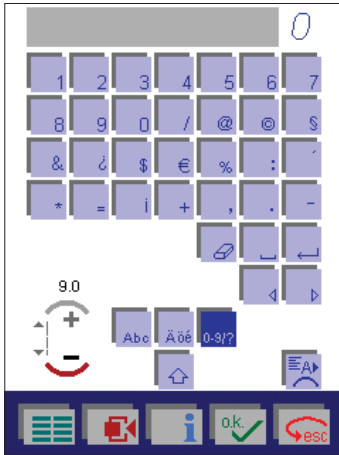 0
1 2 3 4 5 6 7
8 9 0 / @ © §
& ¿ $ € % : ´
* = ¡ + , . -
9.0
+
Abc Äöé 0-9/?
−
A
i o.k. esc